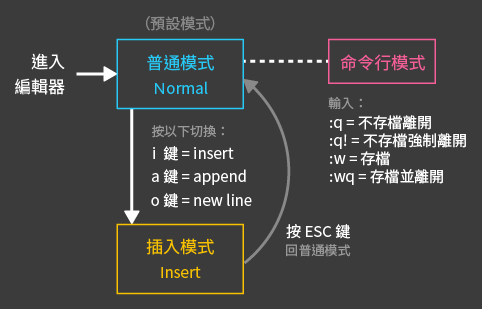 （預設模式）
進入
編輯器
普通模式
Normal
命令行模式
輸入：
:q = 不存檔離開
:q! = 不存檔強制離開
:w = 存檔
:wq = 存檔並離開
按以下切換：
i 鍵 = insert
a 鍵 = append
o 鍵 = new line
按 ESC 鍵
回普通模式
插入模式
Insert